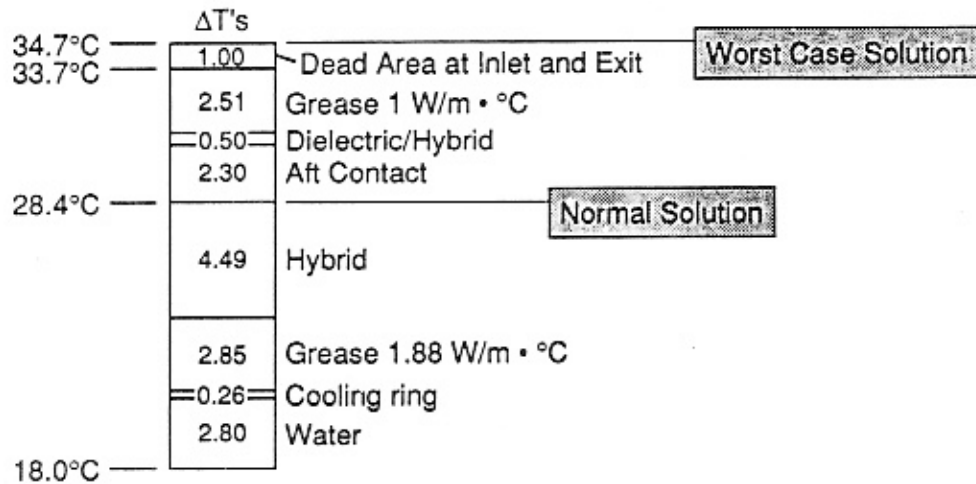 ΔT's
34.7°C
1.00 Dead Area at Inlet and Exit
Worst Case Solution
33.7°C
2.51 Grease 1 W/m • °C
0.50 Dielectric/Hybrid
2.30 Aft Contact
28.4°C
Normal Solution
4.49 Hybrid
2.85 Grease 1.88 W/m • °C
0.26 Cooling ring
2.80 Water
18.0°C